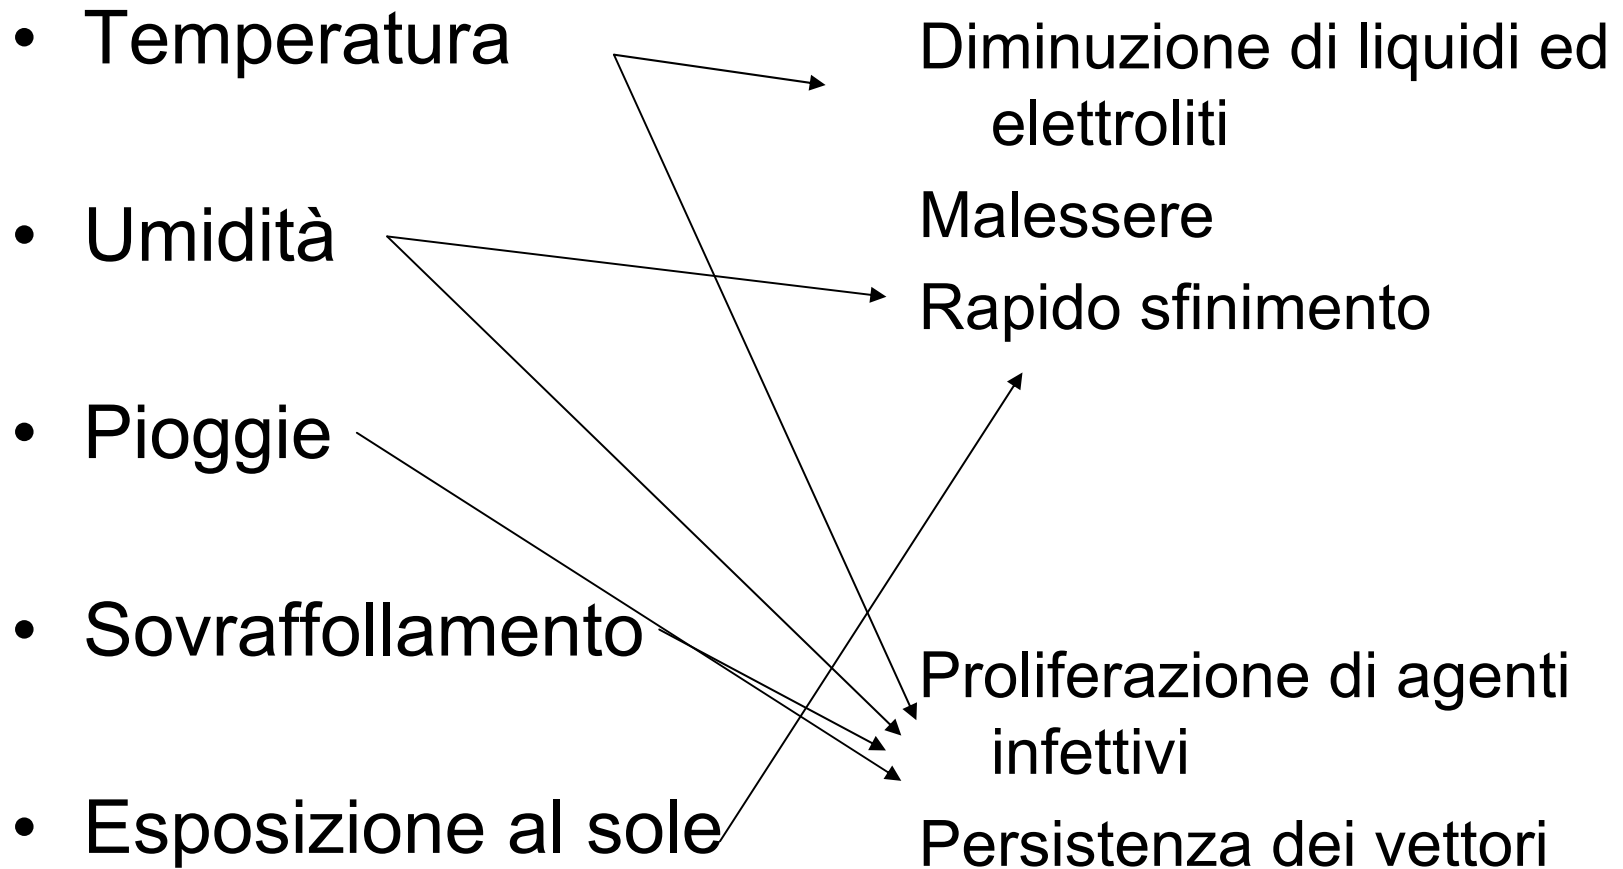 • Temperatura
• Umidità
• Pioggie
• Sovraffollamento
• Esposizione al sole
Diminuzione di liquidi ed
elettroliti
Malessere
Rapido sfinimento
Proliferazione di agenti
infettivi
Persistenza dei vettori